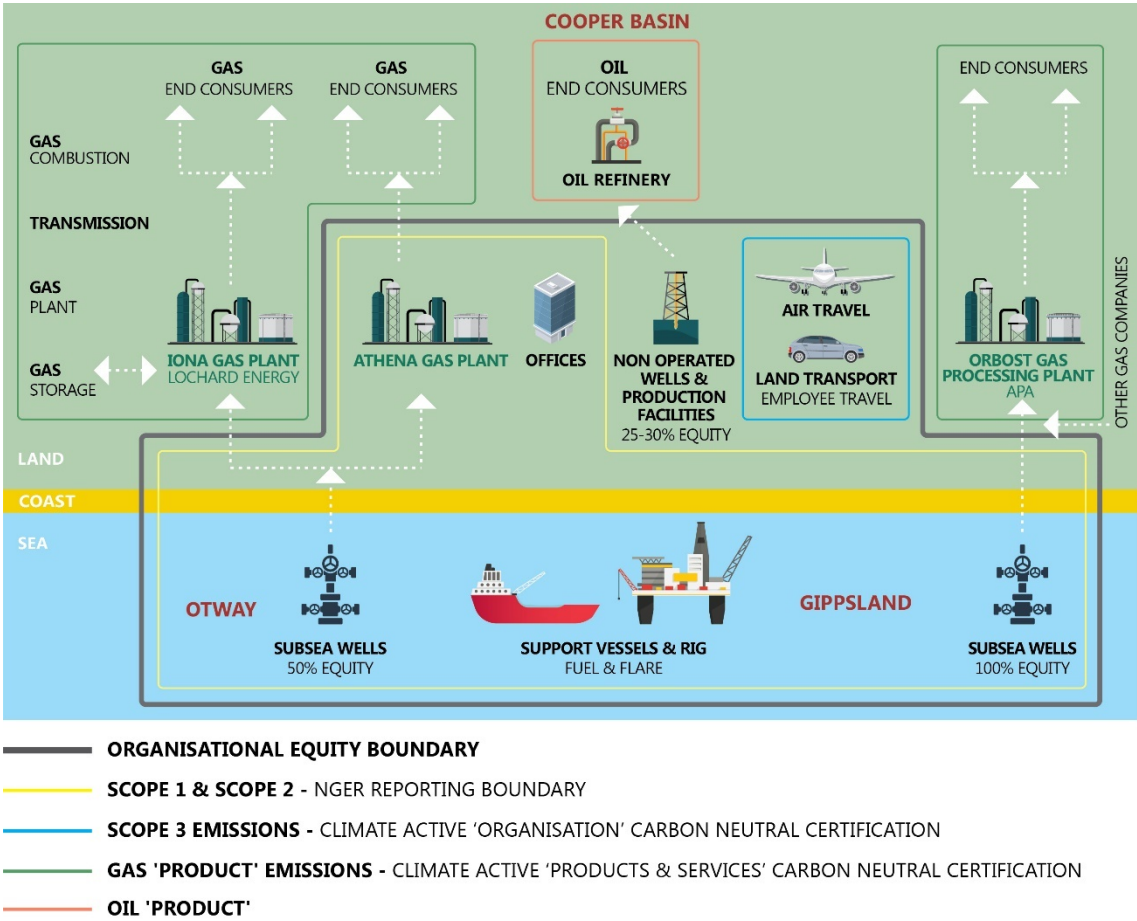 COOPER BASIN
GAS
END CONSUMERS
GAS
END CONSUMERS
OIL
END CONSUMERS
OIL REFINERY
END CONSUMERS
GAS
COMBUSTION
TRANSMISSION
GAS
PLANT
GAS
STORAGE
IONA GAS PLANT
LOCHARD ENERGY
ATHENA GAS PLANT
OFFICES
NON OPERATED
WELLS &
PRODUCTION
FACILITIES
25-30% EQUITY
AIR TRAVEL
LAND TRANSPORT
EMPLOYEE TRAVEL
ORBOST GAS
PROCESSING PLANT
APA
OTHER GAS COMPANIES
LAND
COAST
SEA
OTWAY
SUBSEA WELLS
50% EQUITY
SUPPORT VESSELS & RIG
FUEL & FLARE
GIPPSLAND
SUBSEA WELLS
100% EQUITY
ORGANISATIONAL EQUITY BOUNDARY
SCOPE 1 & SCOPE 2 - NGER REPORTING BOUNDARY
SCOPE 3 EMISSIONS - CLIMATE ACTIVE 'ORGANISATION' CARBON NEUTRAL CERTIFICATION
GAS 'PRODUCT' EMISSIONS - CLIMATE ACTIVE 'PRODUCTS & SERVICES' CARBON NEUTRAL CERTIFICATION
OIL 'PRODUCT'